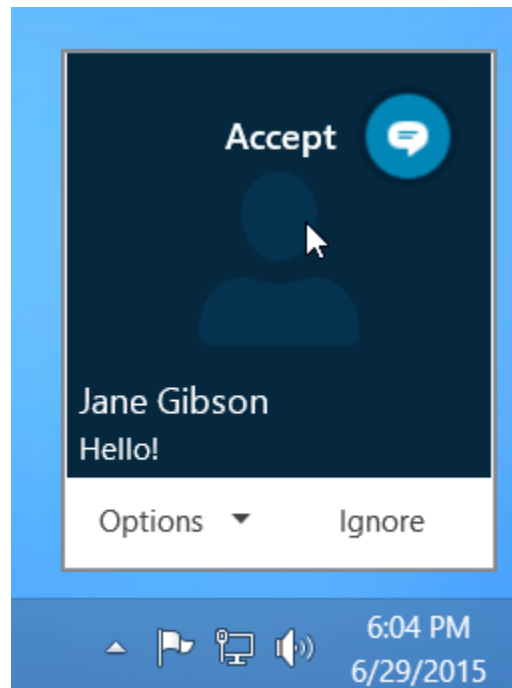 Accept
Jane Gibson
Hello!
Options Ignore
6:04 PM
6/29/2015